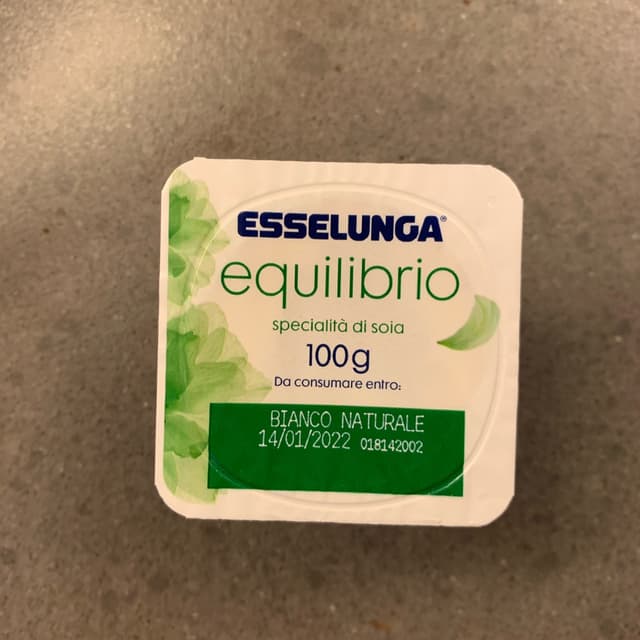 ESSELUNGA®
equilibrio
specialità di soia
100g
Da consumare entro:
BIANCO NATURALE
14/01/2022 018142002